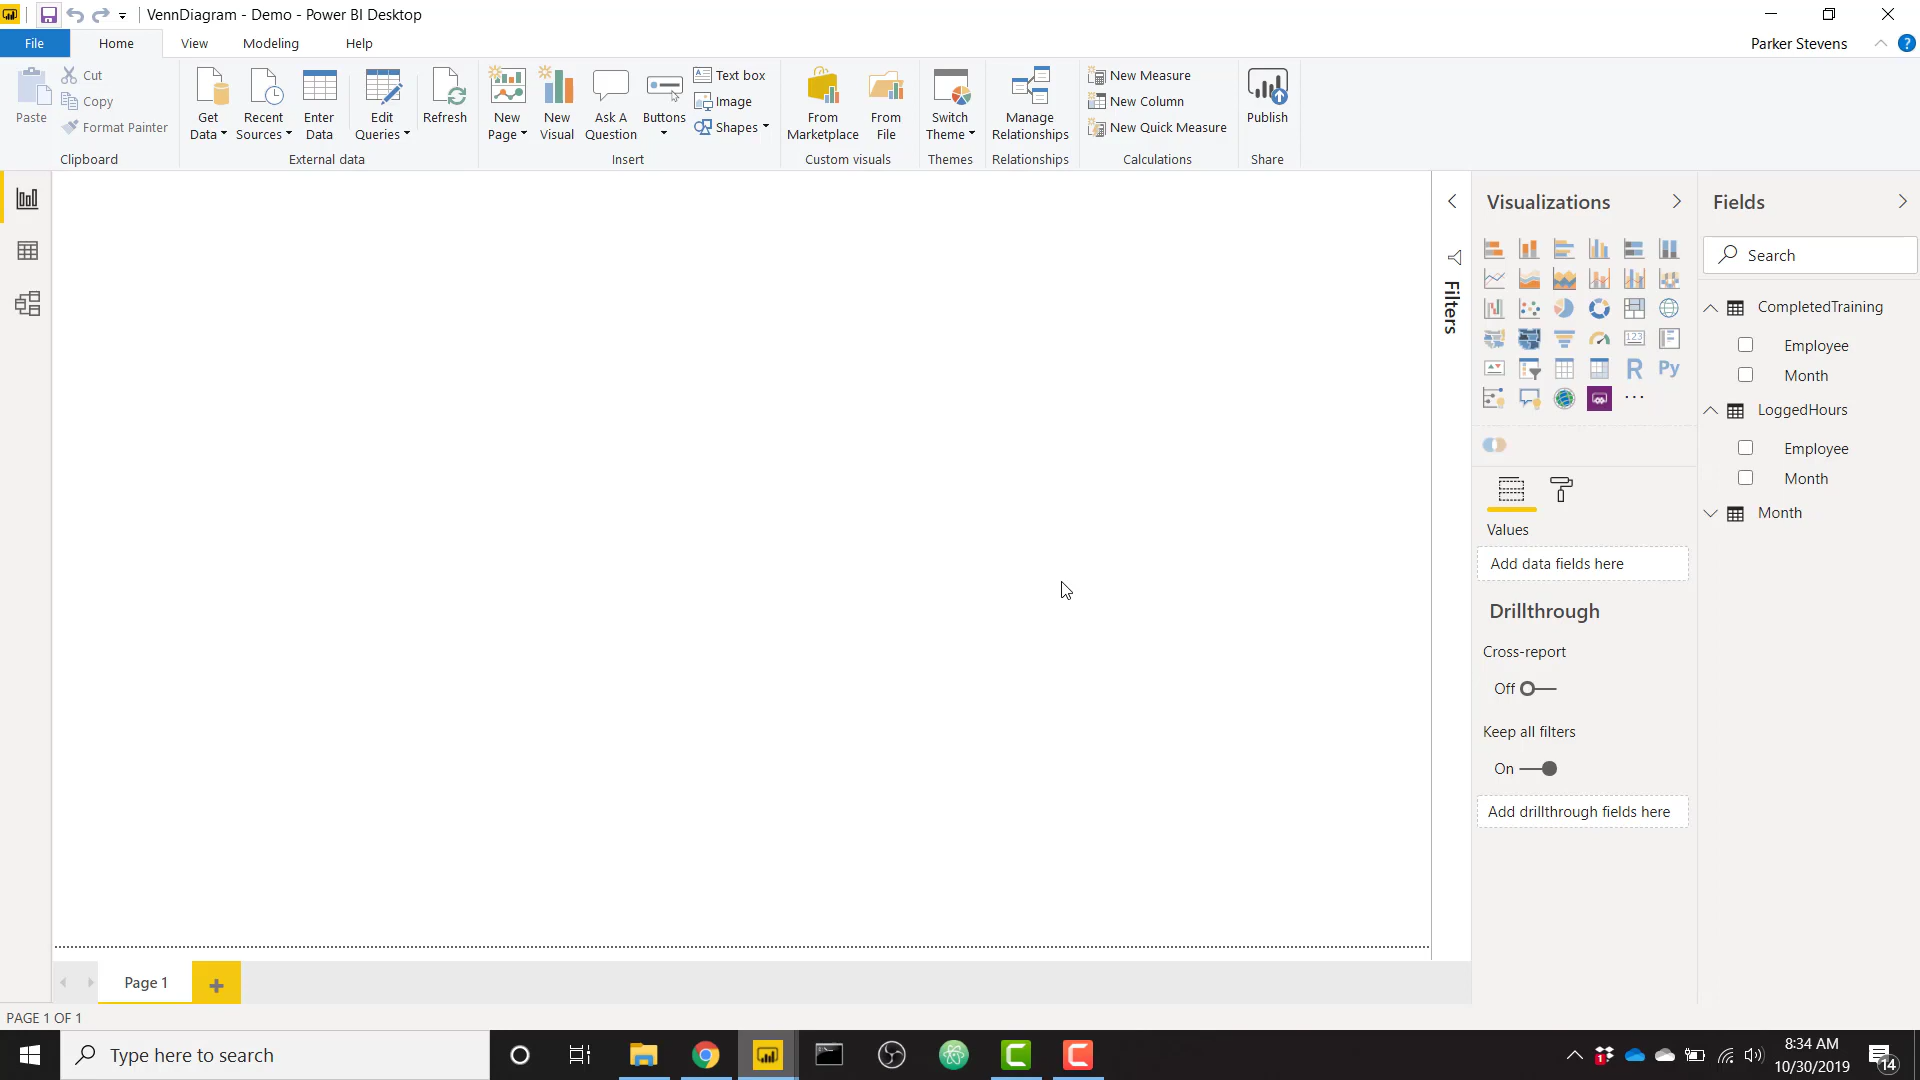 VennDiagram - Demo - Power BI Desktop
File Home View Modeling Help Parker Stevens ?
Paste Cut Copy Format Painter
Get Data Recent Sources Enter Data Edit Queries Refresh
New Page New Visual Ask A Question Buttons Text box Image Shapes
From Marketplace From File
Switch Theme
Manage Relationships
New Measure
New Column
New Quick Measure
Publish
Clipboard External data Insert Custom visuals Themes Relationships Calculations Share
Filters
Visualizations
123
R Py
Values
Add data fields here
Drillthrough
Cross-report
Off
Keep all filters
On
Add drillthrough fields here
Fields
Search
CompletedTraining
Employee
Month
LoggedHours
Employee
Month
Month
Page 1
PAGE 1 OF 1
Type here to search
1
8:34 AM
10/30/2019
14